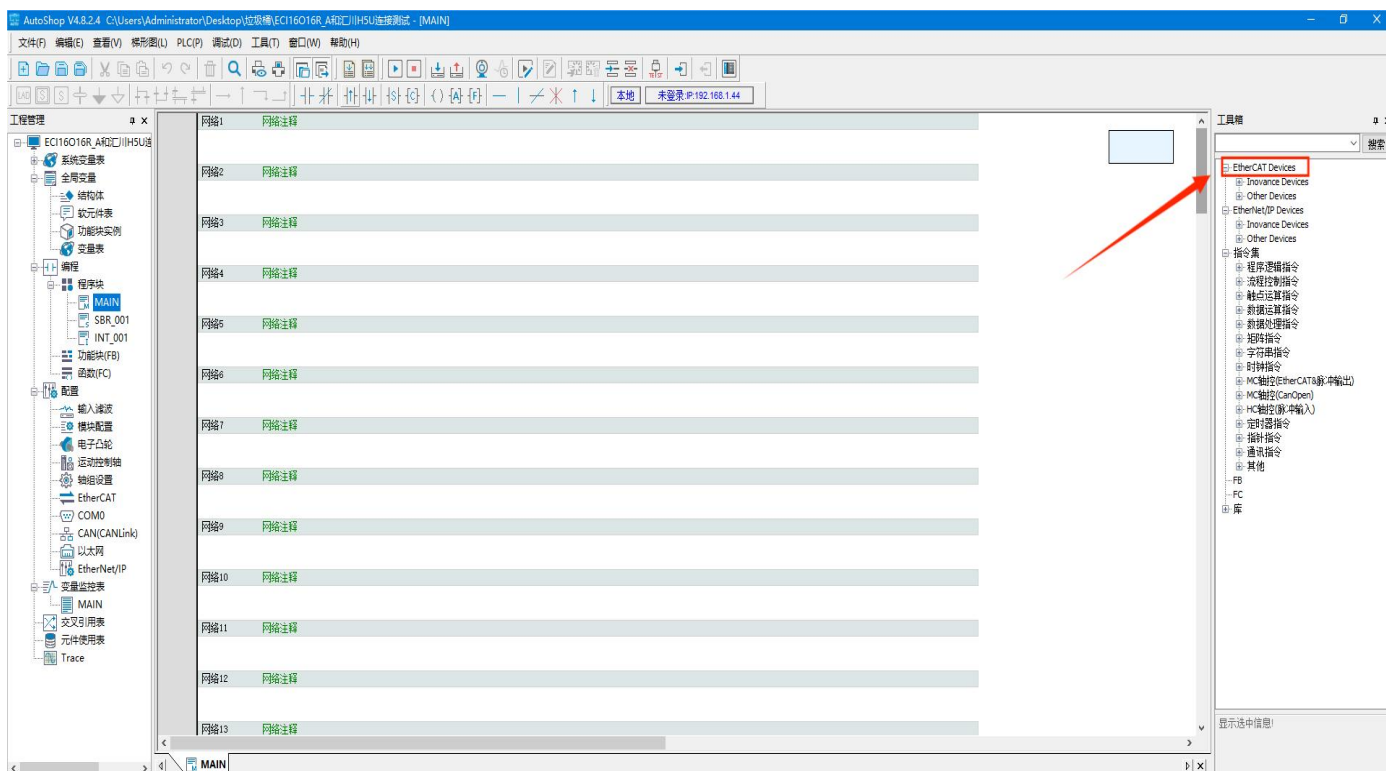 AutoShop V4.8.2.4 C:\Users\Administrator\Desktop\垃圾桶\ECI16O16R_A和汇川H5U连接测试 - [MAIN]
文件(F) 编辑(E) 查看(V) 梯形图(L) PLC(P) 调试(D) 工具(T) 窗口(W) 帮助(H)
本地 未登录:IP:192.168.1.44
工程管理
ECI16O16R_A和汇川H5U连
系统变量表
全局变量
结构体
软元件表
功能块实例
变量表
编程
程序块
MAIN
SBR_001
INT_001
功能块(FB)
函数(FC)
配置
输入滤波
模块配置
电子凸轮
运动控制轴
轴组设置
EtherCAT
COM0
CAN(CANLink)
以太网
EtherNet/IP
变量监控表
MAIN
交叉引用表
元件使用表
Trace
网络1 网络注释
网络2 网络注释
网络3 网络注释
网络4 网络注释
网络5 网络注释
网络6 网络注释
网络7 网络注释
网络8 网络注释
网络9 网络注释
网络10 网络注释
网络11 网络注释
网络12 网络注释
网络13 网络注释
MAIN
工具箱
搜索
EtherCAT Devices
Inovance Devices
Other Devices
EtherNet/IP Devices
Inovance Devices
Other Devices
指令集
程序逻辑指令
流程控制指令
触点运算指令
数据运算指令
数据处理指令
矩阵指令
字符串指令
时钟指令
MC轴控(EtherCAT&脉冲输出)
MC轴控(CanOpen)
HC轴控(脉冲输入)
定时器指令
指针指令
通讯指令
其他
FB
FC
库
显示选中信息!